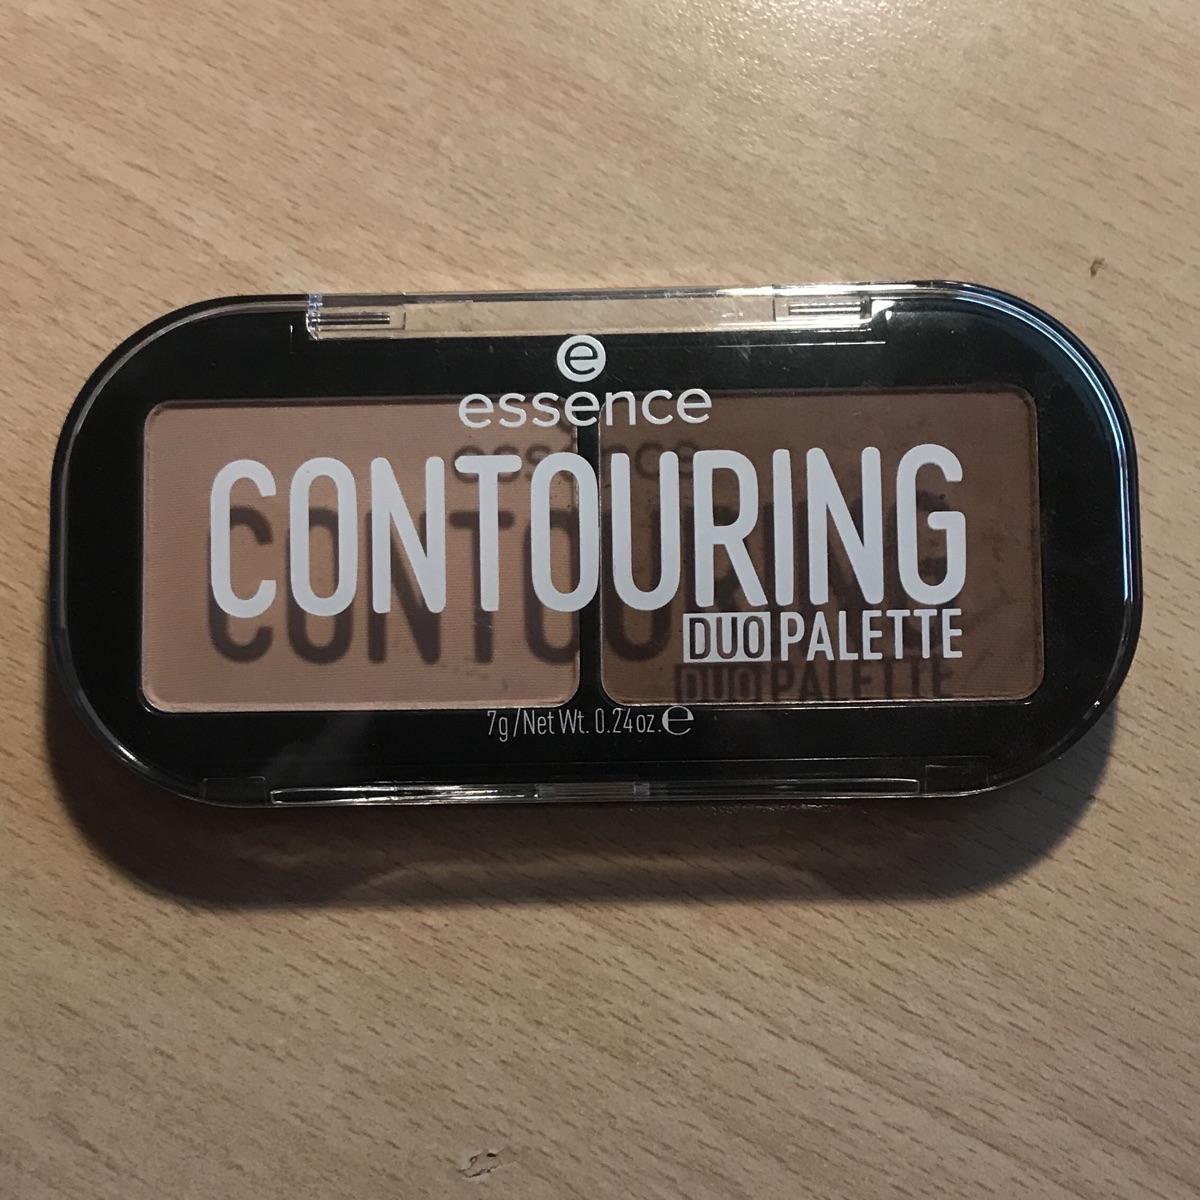 e
essence
CONTOURING
DUO PALETTE
7g/Net Wt. 0.24oz.℮